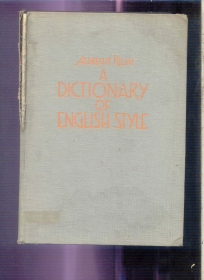 A
DICTIONARY
OF
ENGLISH STYLE